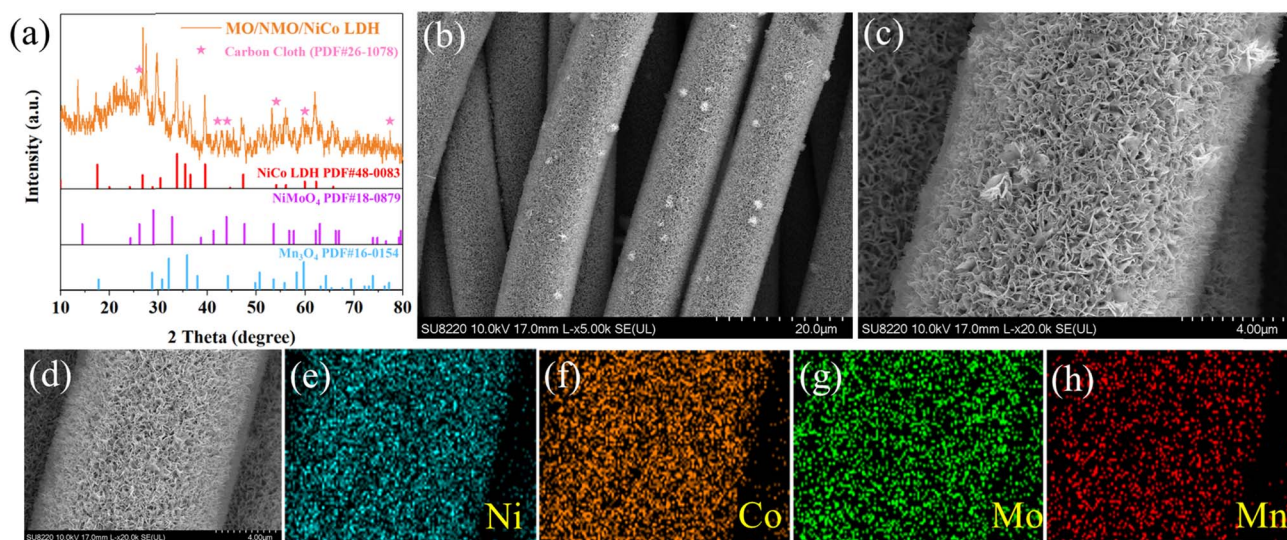 (a)
MO/NMO/NiCo LDH
Carbon Cloth (PDF#26-1078)
Intensity (a.u.)
NiCo LDH PDF#48-0083
NiMoO₄ PDF#18-0879
Mn₃O₄ PDF#16-0154
10 20 30 40 50 60 70 80
2 Theta (degree)
(b)
SU8220 10.0kV 17.0mm L-x5.00k SE(UL)
20.0μm
(c)
SU8220 10.0kV 17.0mm L-x20.0k SE(UL)
4.00μm
(d)
SU8220 10.0kV 17.0mm L-x20.0k SE(UL)
4.00μm
(e)
Ni
(f)
Co
(g)
Mo
(h)
Mn